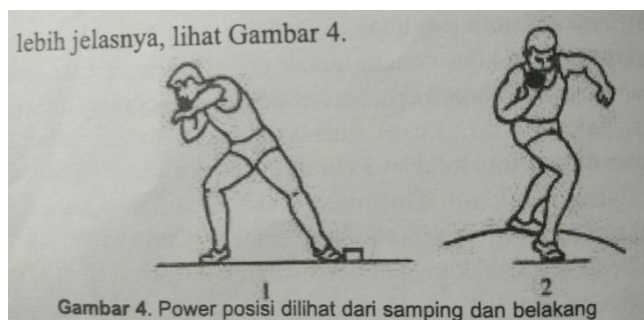 lebih jelasnya, lihat Gambar 4.
1
2
Gambar 4. Power posisi dilihat dari samping dan belakang